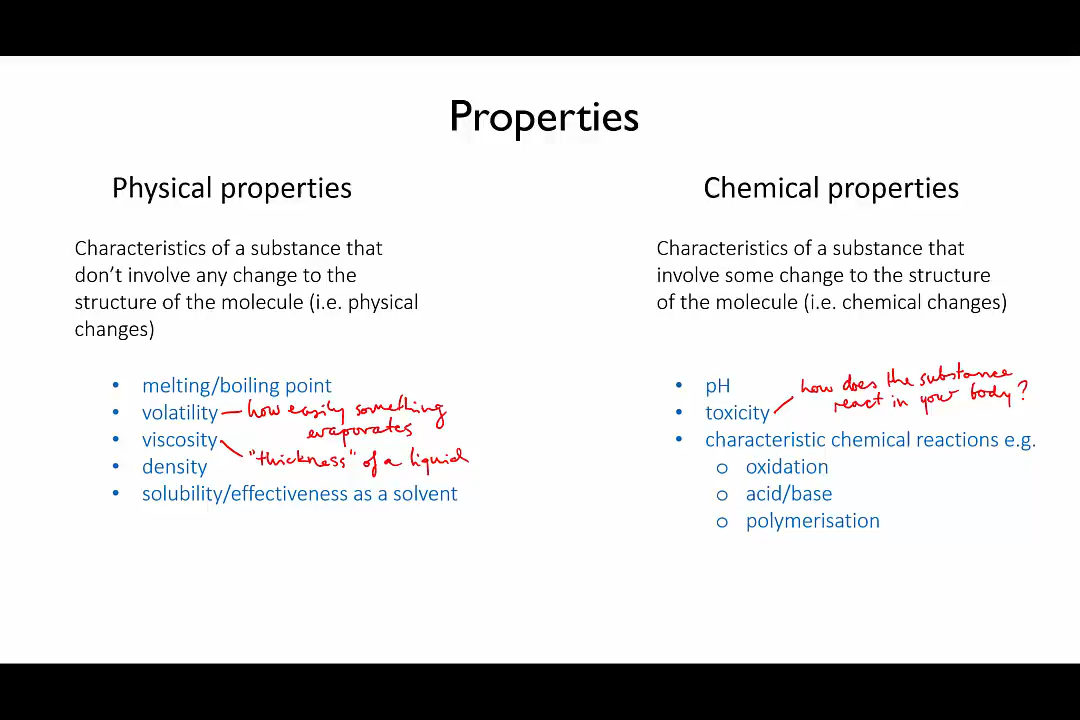 Properties
Physical properties
Characteristics of a substance that
don't involve any change to the
structure of the molecule (i.e. physical
changes)
• melting/boiling point
• volatility – how easily something
evaporates
• viscosity "thickness" of a liquid
• density
• solubility/effectiveness as a solvent
Chemical properties
Characteristics of a substance that
involve some change to the structure
of the molecule (i.e. chemical changes)
• pH
• toxicity how does the substance
react in your body?
• characteristic chemical reactions e.g.
o oxidation
o acid/base
o polymerisation